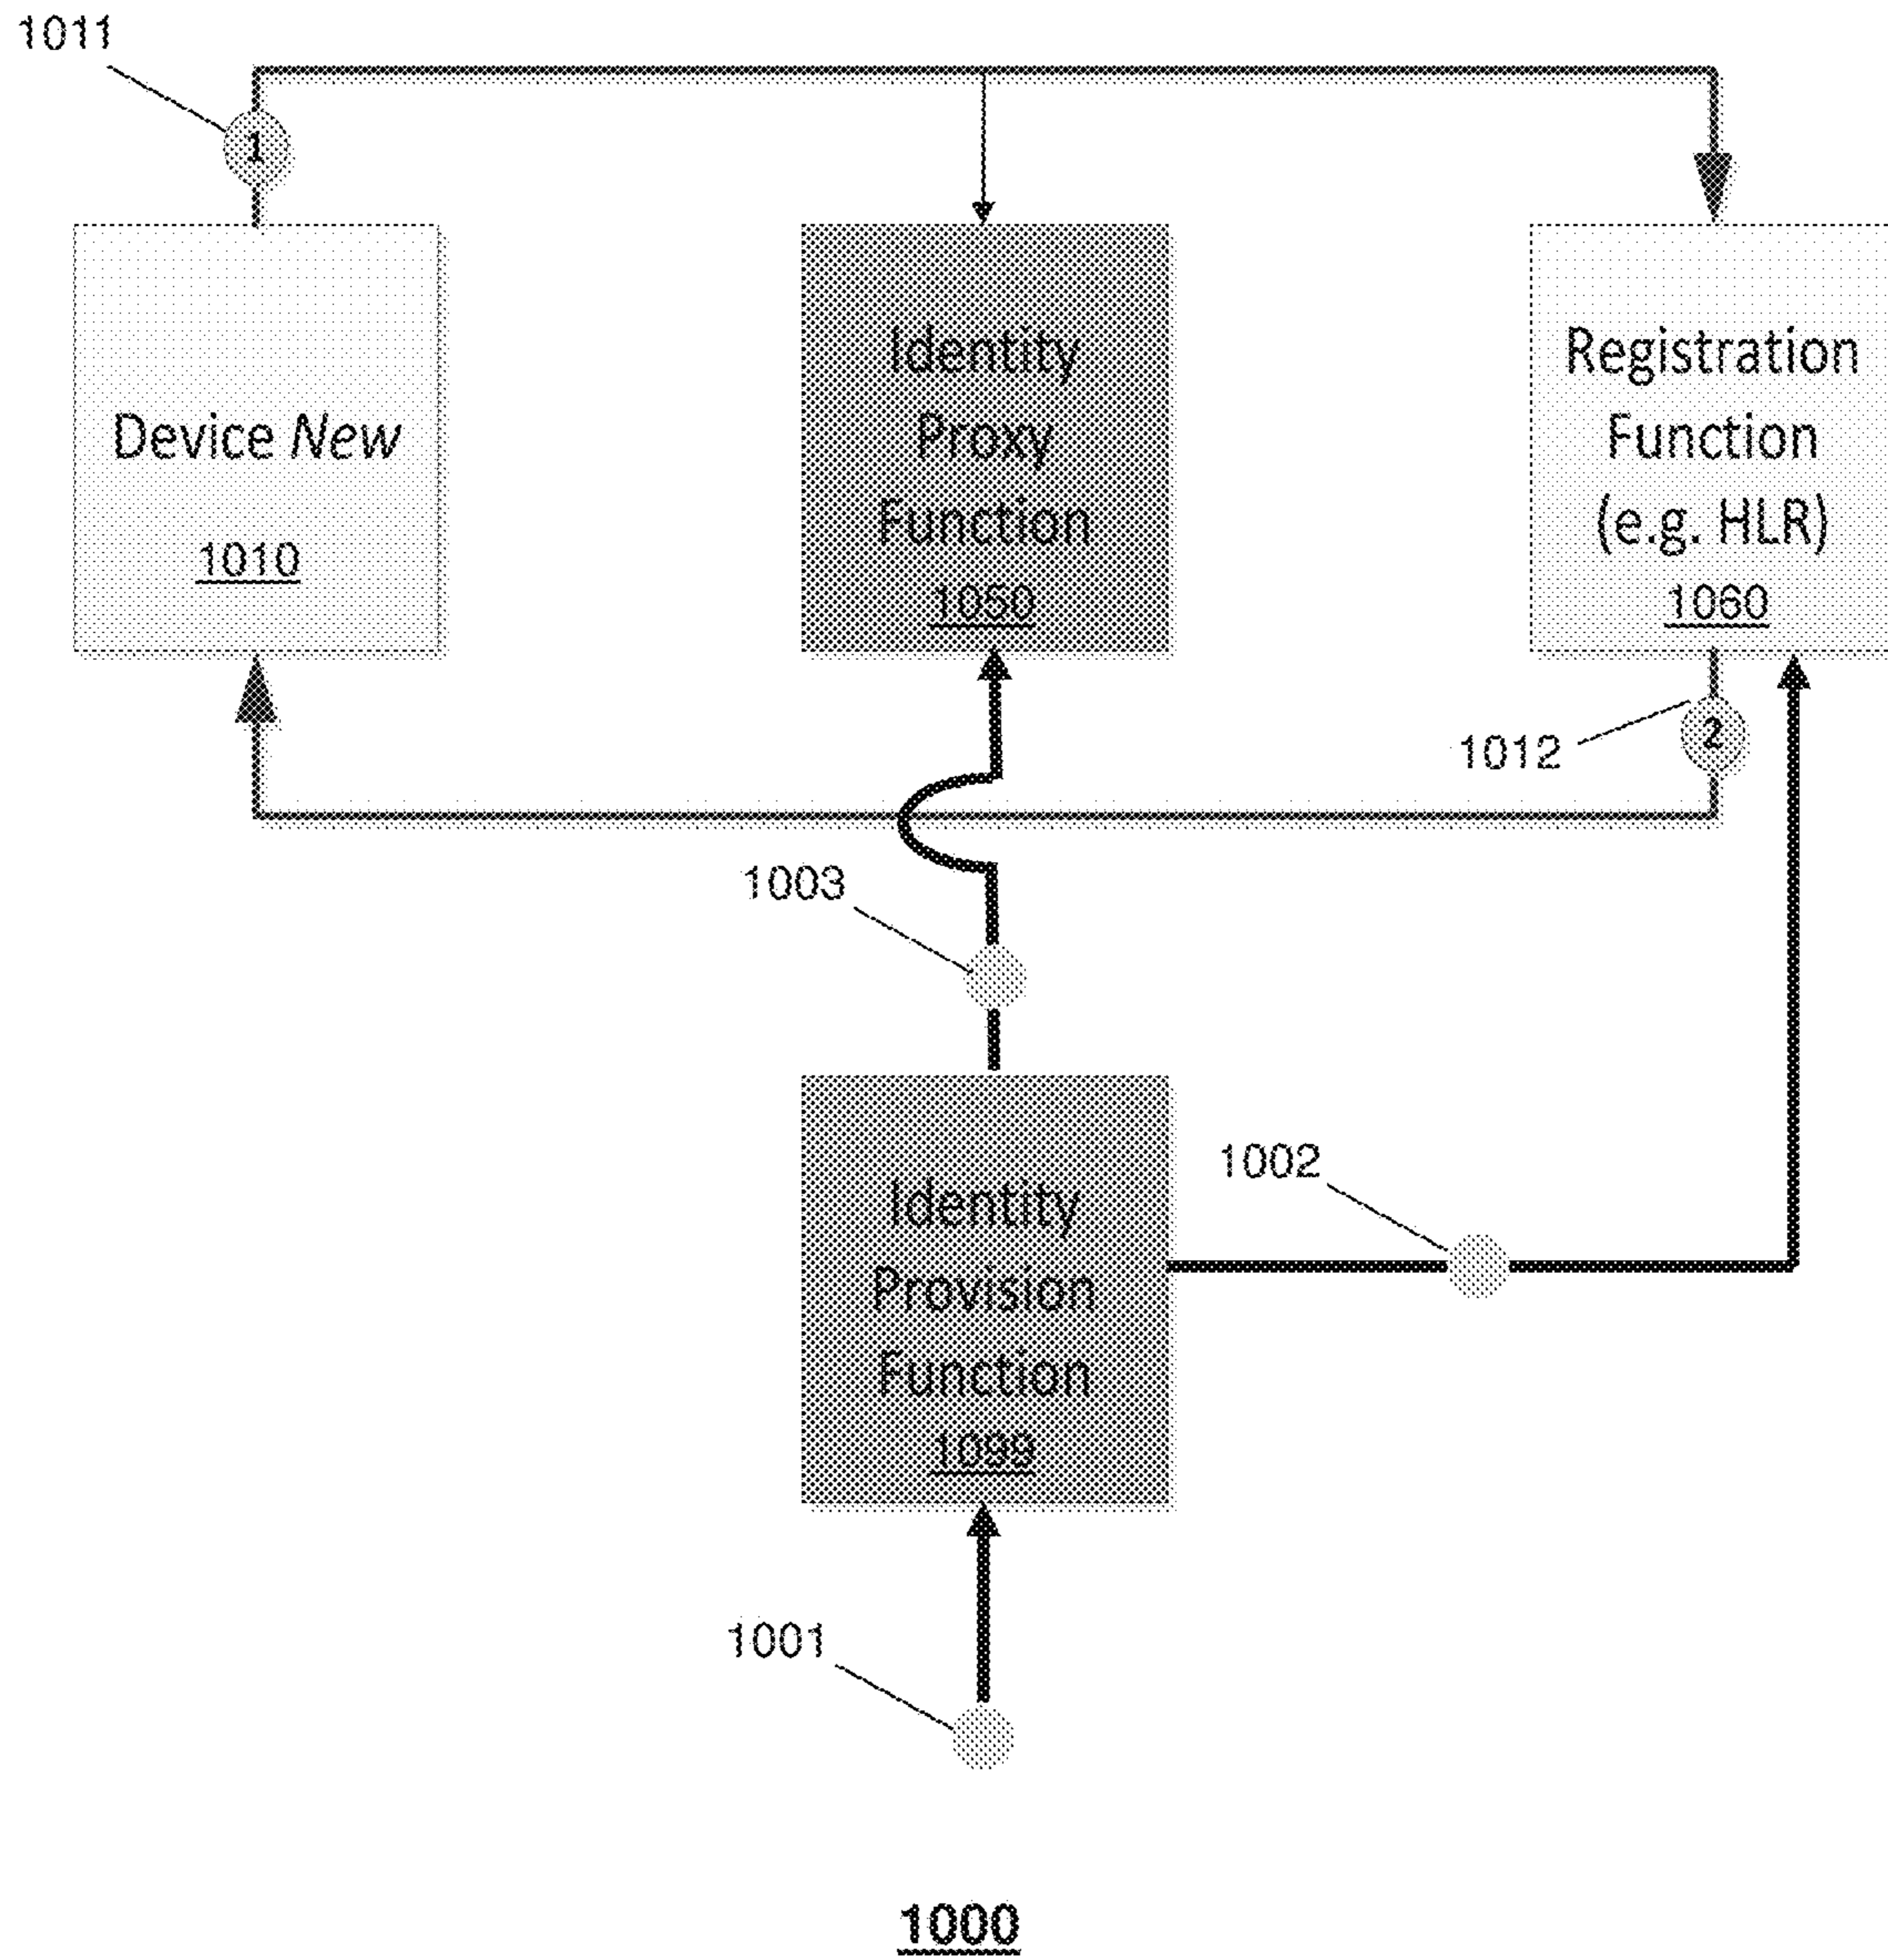 1011
1
Device New
1010
Identity
Proxy
Function
1050
Registration
Function
(e.g. HLR)
1060
1012
2
1003
1002
Identity
Provision
Function
1099
1001
1000